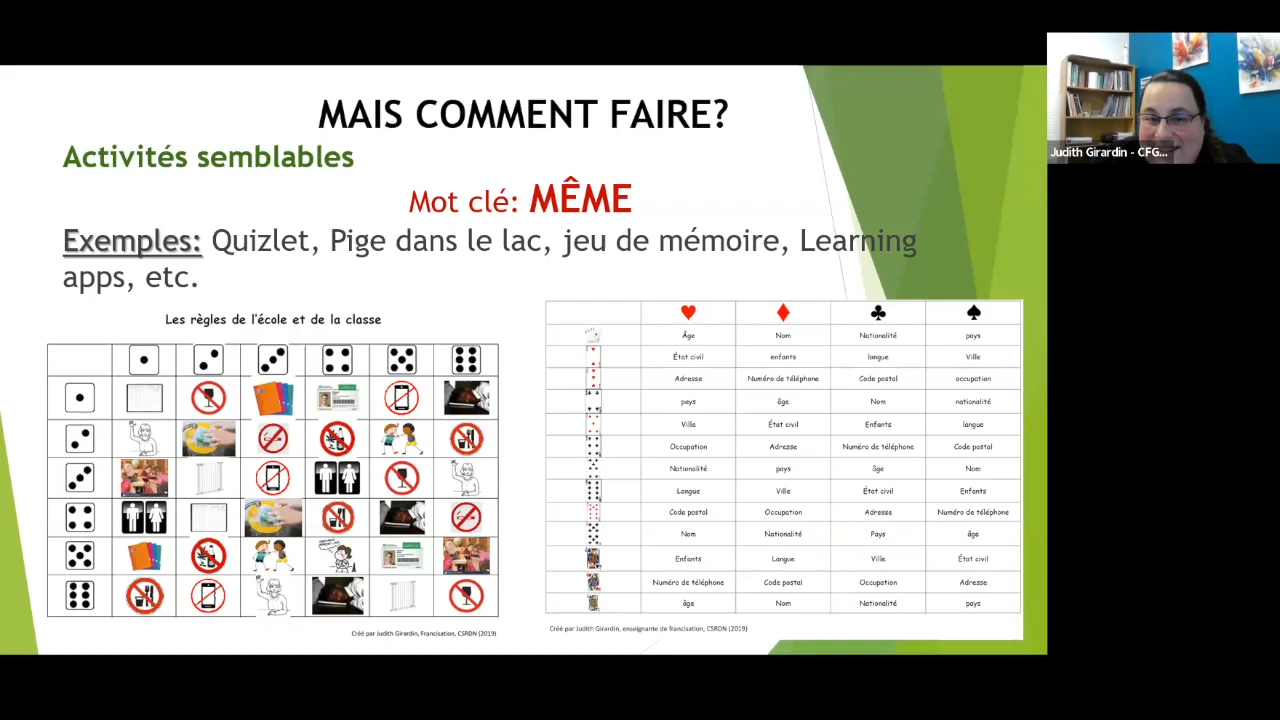 MAIS COMMENT FAIRE?
Activités semblables
Mot clé: MÊME
Exemples: Quizlet, Pige dans le lac, jeu de mémoire, Learning
apps, etc.
Les règles de l'école et de la classe
Créé par Judith Girardin, Francisation, CSRDN (2019)
♥ ♦ ♣ ♠
Âge Nom Nationalité pays
État civil enfants langue Ville
Adresse Numéro de téléphone Code postal occupation
pays âge Nom nationalité
Ville État civil Enfants langue
Occupation Adresse Numéro de téléphone Code postal
Nationalité pays âge Nom
Langue Ville État civil Enfants
Code postal Occupation Adresse Numéro de téléphone
Nom Nationalité Pays âge
Enfants Langue Ville État civil
Numéro de téléphone Code postal Occupation Adresse
âge Nom Nationalité pays
Créé par Judith Girardin, enseignante de francisation, CSRDN (2019)
Judith Girardin - CFG...